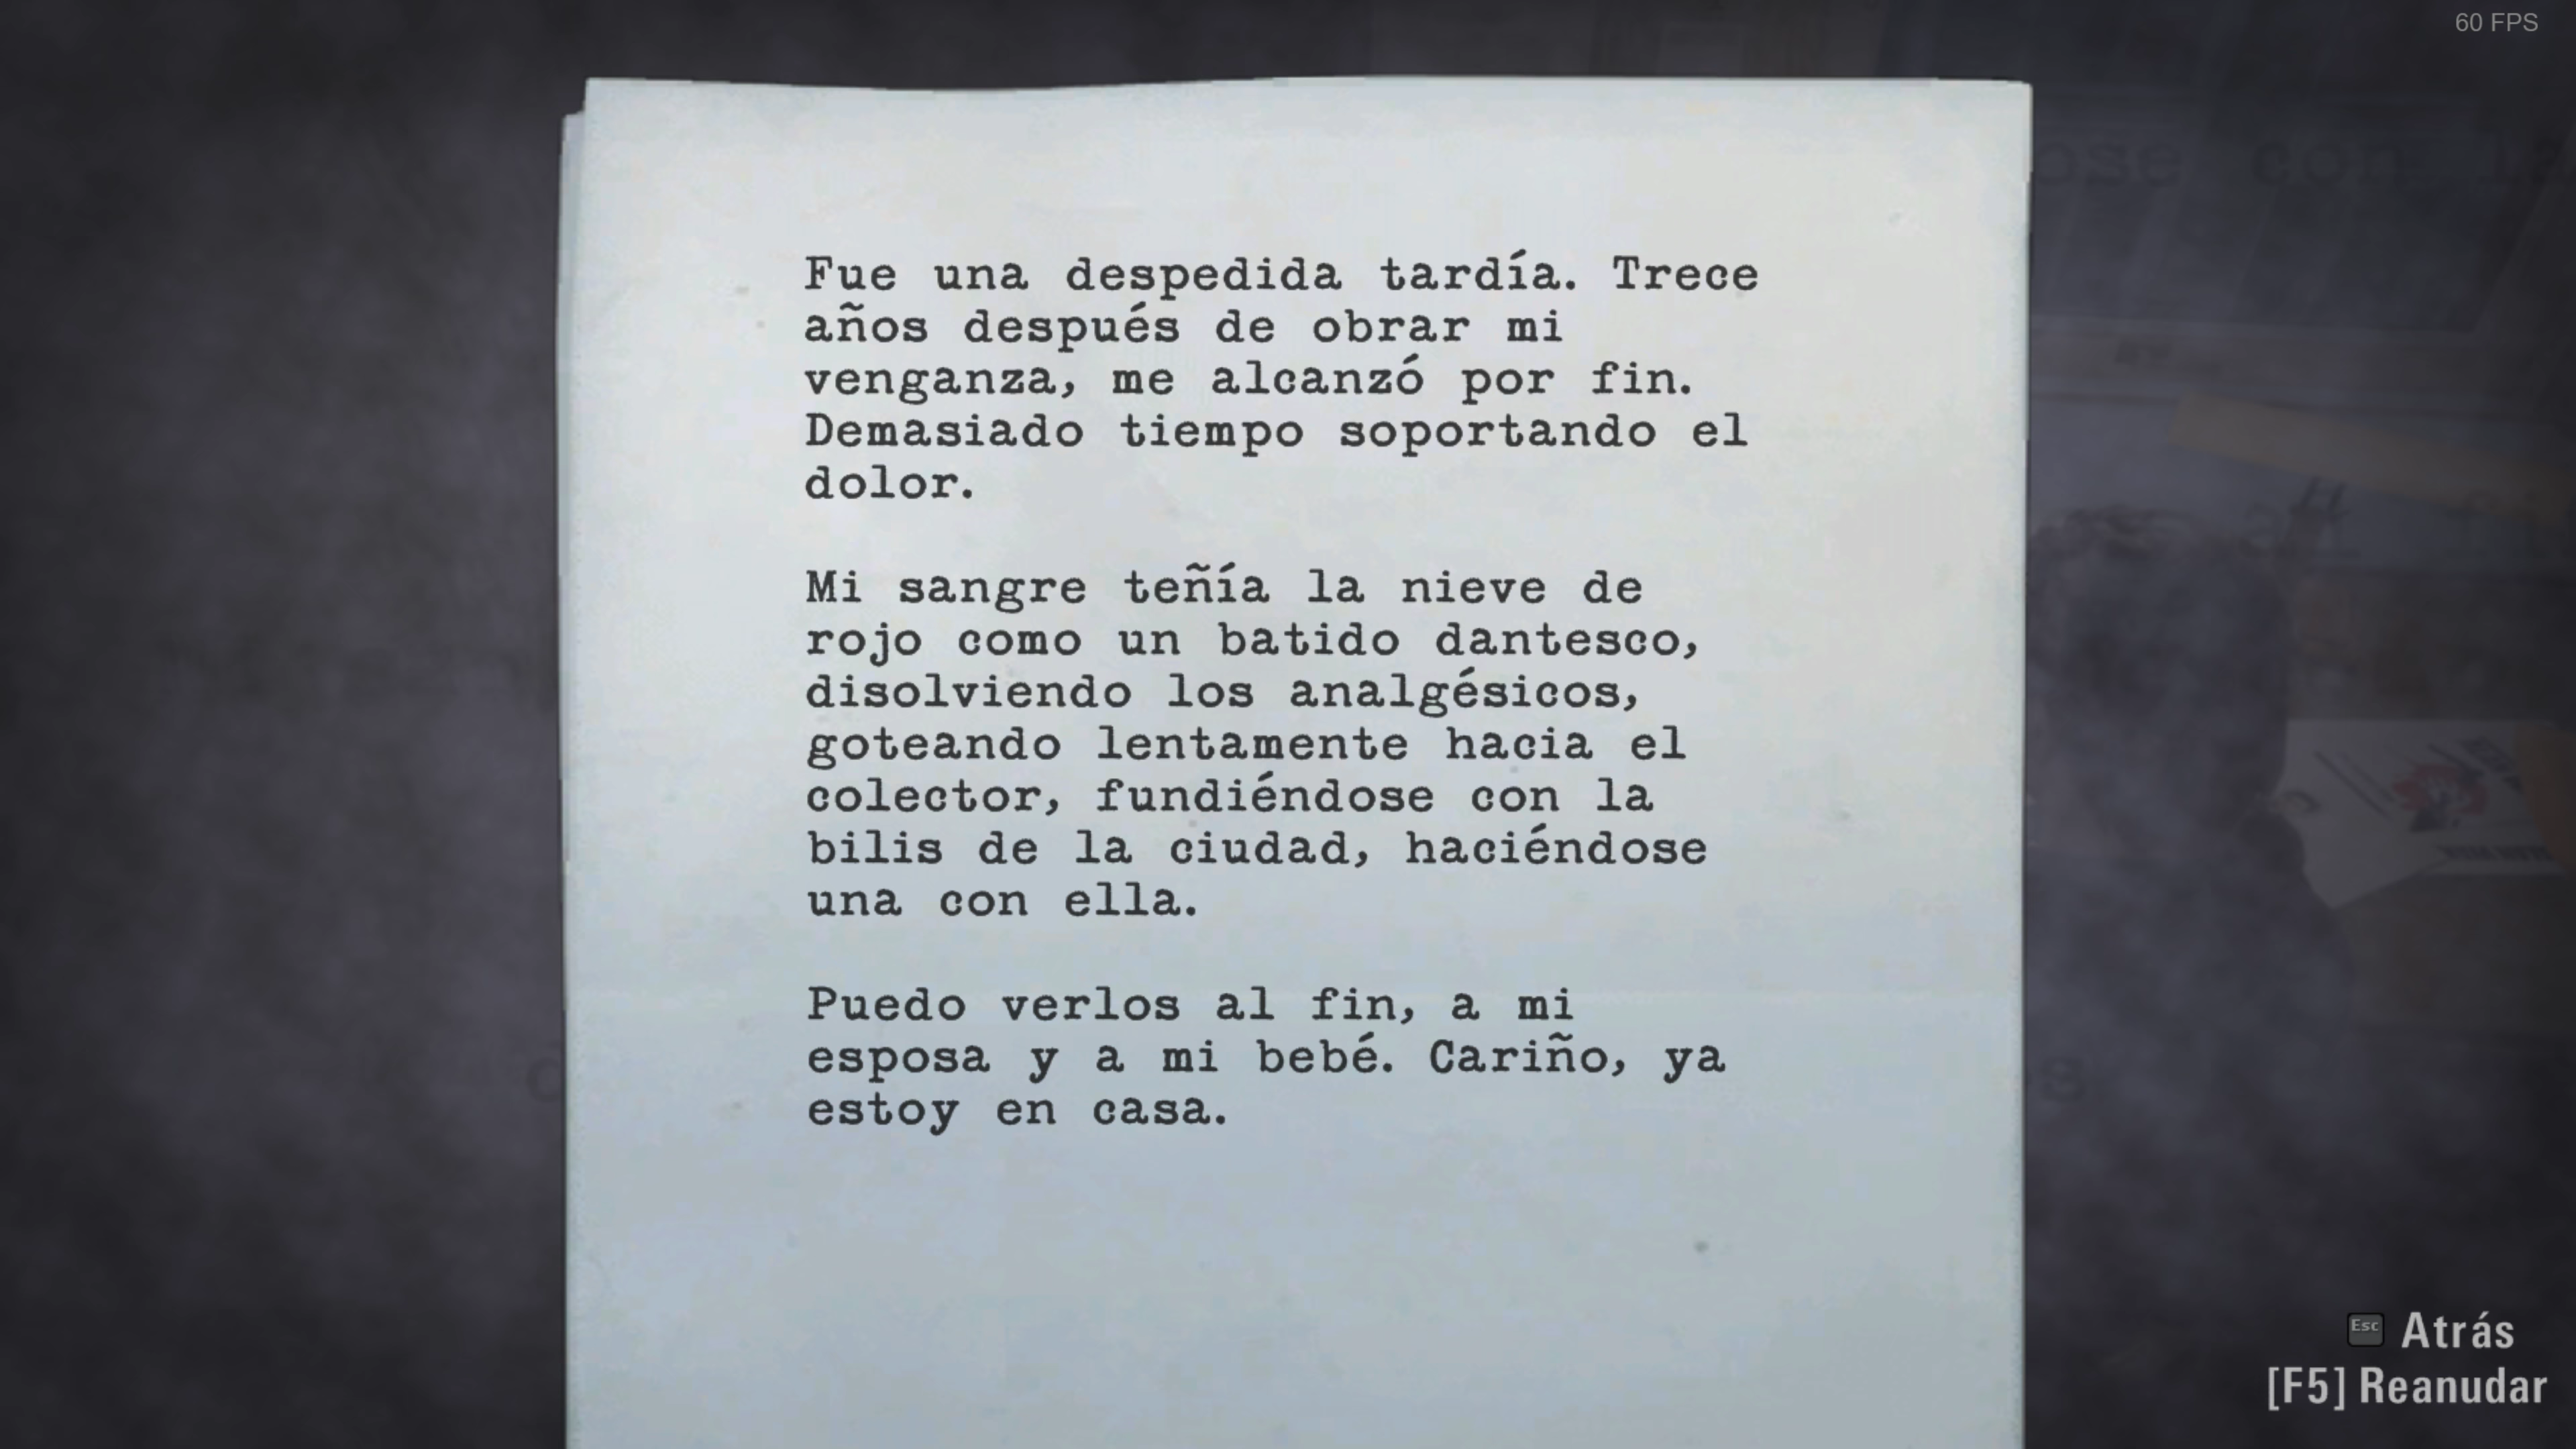 60 FPS
Fue una despedida tardía. Trece
años después de obrar mi
venganza, me alcanzó por fin.
Demasiado tiempo soportando el
dolor.
Mi sangre teñía la nieve de
rojo como un batido dantesco,
disolviendo los analgésicos,
goteando lentamente hacia el
colector, fundiéndose con la
bilis de la ciudad, haciéndose
una con ella.
Puedo verlos al fin, a mi
esposa y a mi bebé. Cariño, ya
estoy en casa.
Esc Atrás
[F5] Reanudar